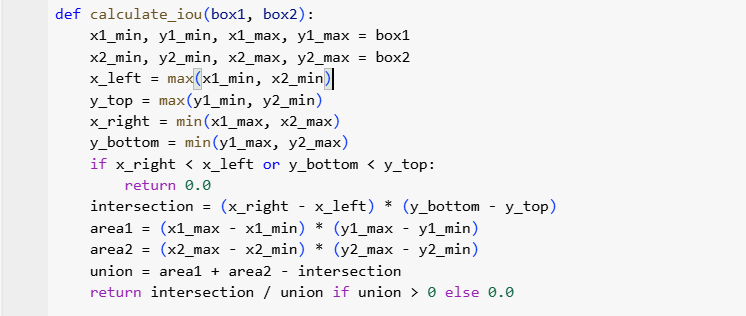 def calculate_iou(box1, box2):
    x1_min, y1_min, x1_max, y1_max = box1
    x2_min, y2_min, x2_max, y2_max = box2
    x_left = max(x1_min, x2_min)
    y_top = max(y1_min, y2_min)
    x_right = min(x1_max, x2_max)
    y_bottom = min(y1_max, y2_max)
    if x_right < x_left or y_bottom < y_top:
        return 0.0
    intersection = (x_right - x_left) * (y_bottom - y_top)
    area1 = (x1_max - x1_min) * (y1_max - y1_min)
    area2 = (x2_max - x2_min) * (y2_max - y2_min)
    union = area1 + area2 - intersection
    return intersection / union if union > 0 else 0.0